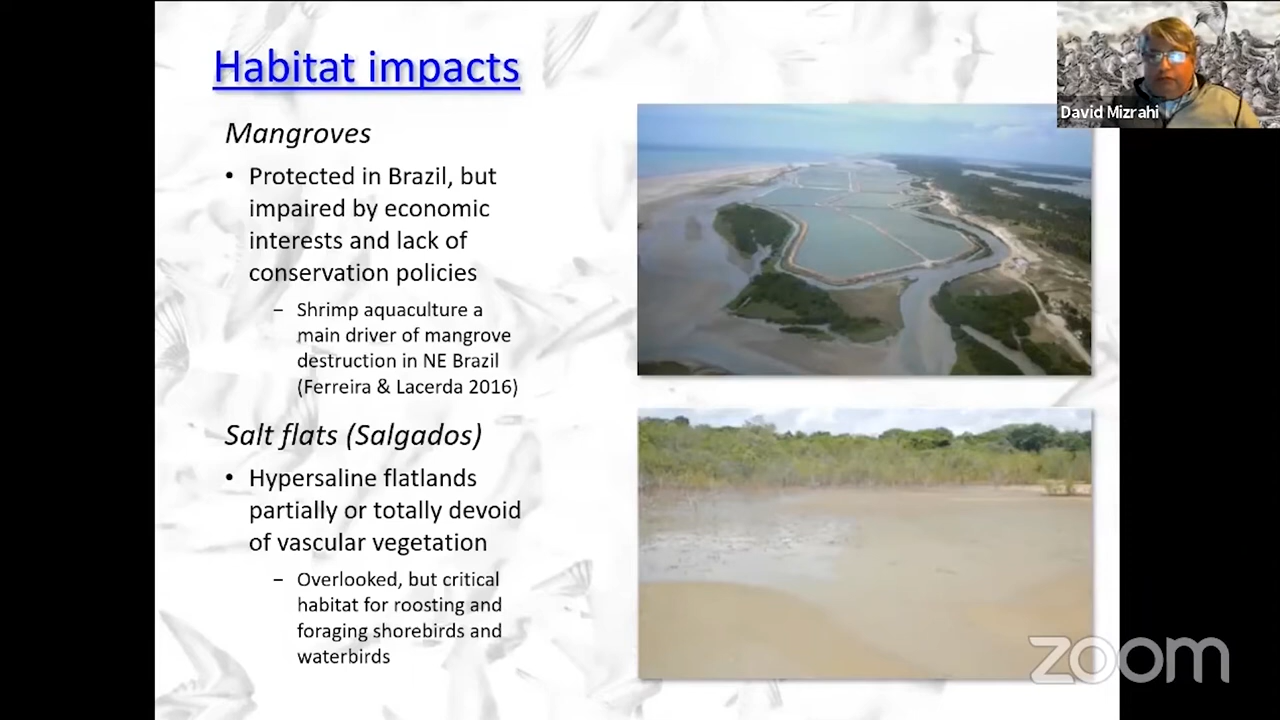 Habitat impacts
Mangroves
• Protected in Brazil, but
impaired by economic
interests and lack of
conservation policies
– Shrimp aquaculture a
main driver of mangrove
destruction in NE Brazil
(Ferreira & Lacerda 2016)
Salt flats (Salgados)
• Hypersaline flatlands
partially or totally devoid
of vascular vegetation
– Overlooked, but critical
habitat for roosting and
foraging shorebirds and
waterbirds
David Mizrahi
zoom